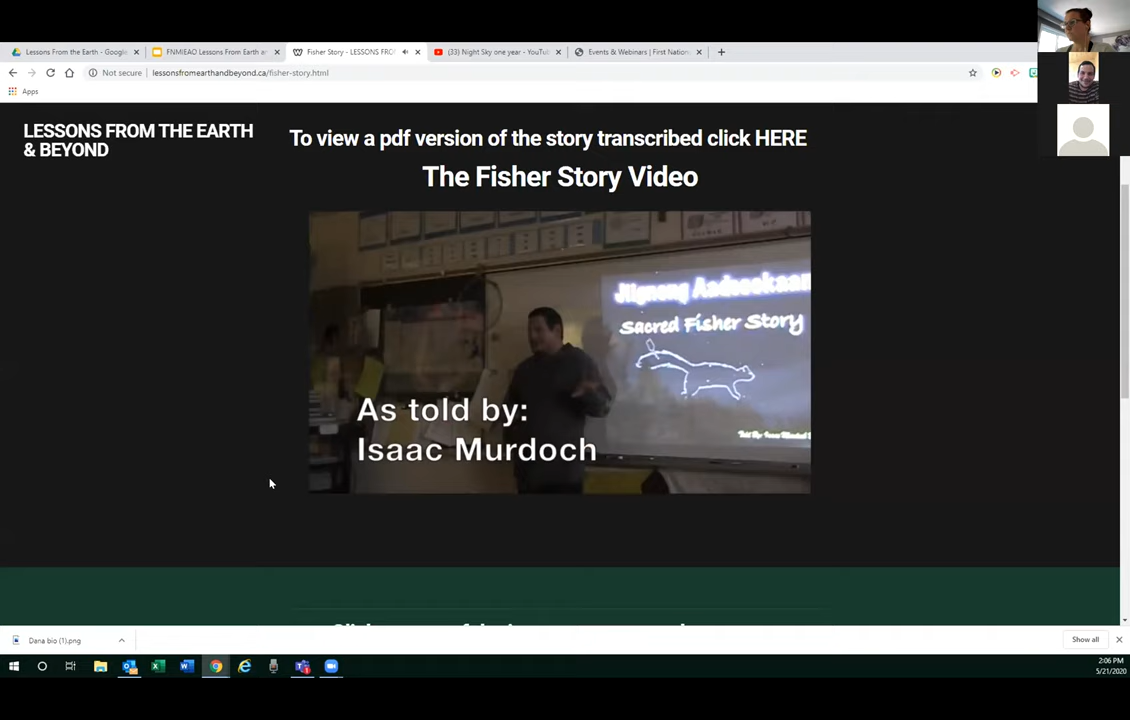 Lessons From the Earth - Google
FNMIEAO Lessons From Earth an
Fisher Story - LESSONS FRO
(33) Night Sky one year - YouTu
Events & Webinars | First Nation
Not secure | lessonsfromearthandbeyond.ca/fisher-story.html
Apps
LESSONS FROM THE EARTH
& BEYOND
To view a pdf version of the story transcribed click HERE
The Fisher Story Video
Sacred Fisher Story
As told by:
Isaac Murdoch
Dana bio (1).png
Show all
2:06 PM
5/21/2020